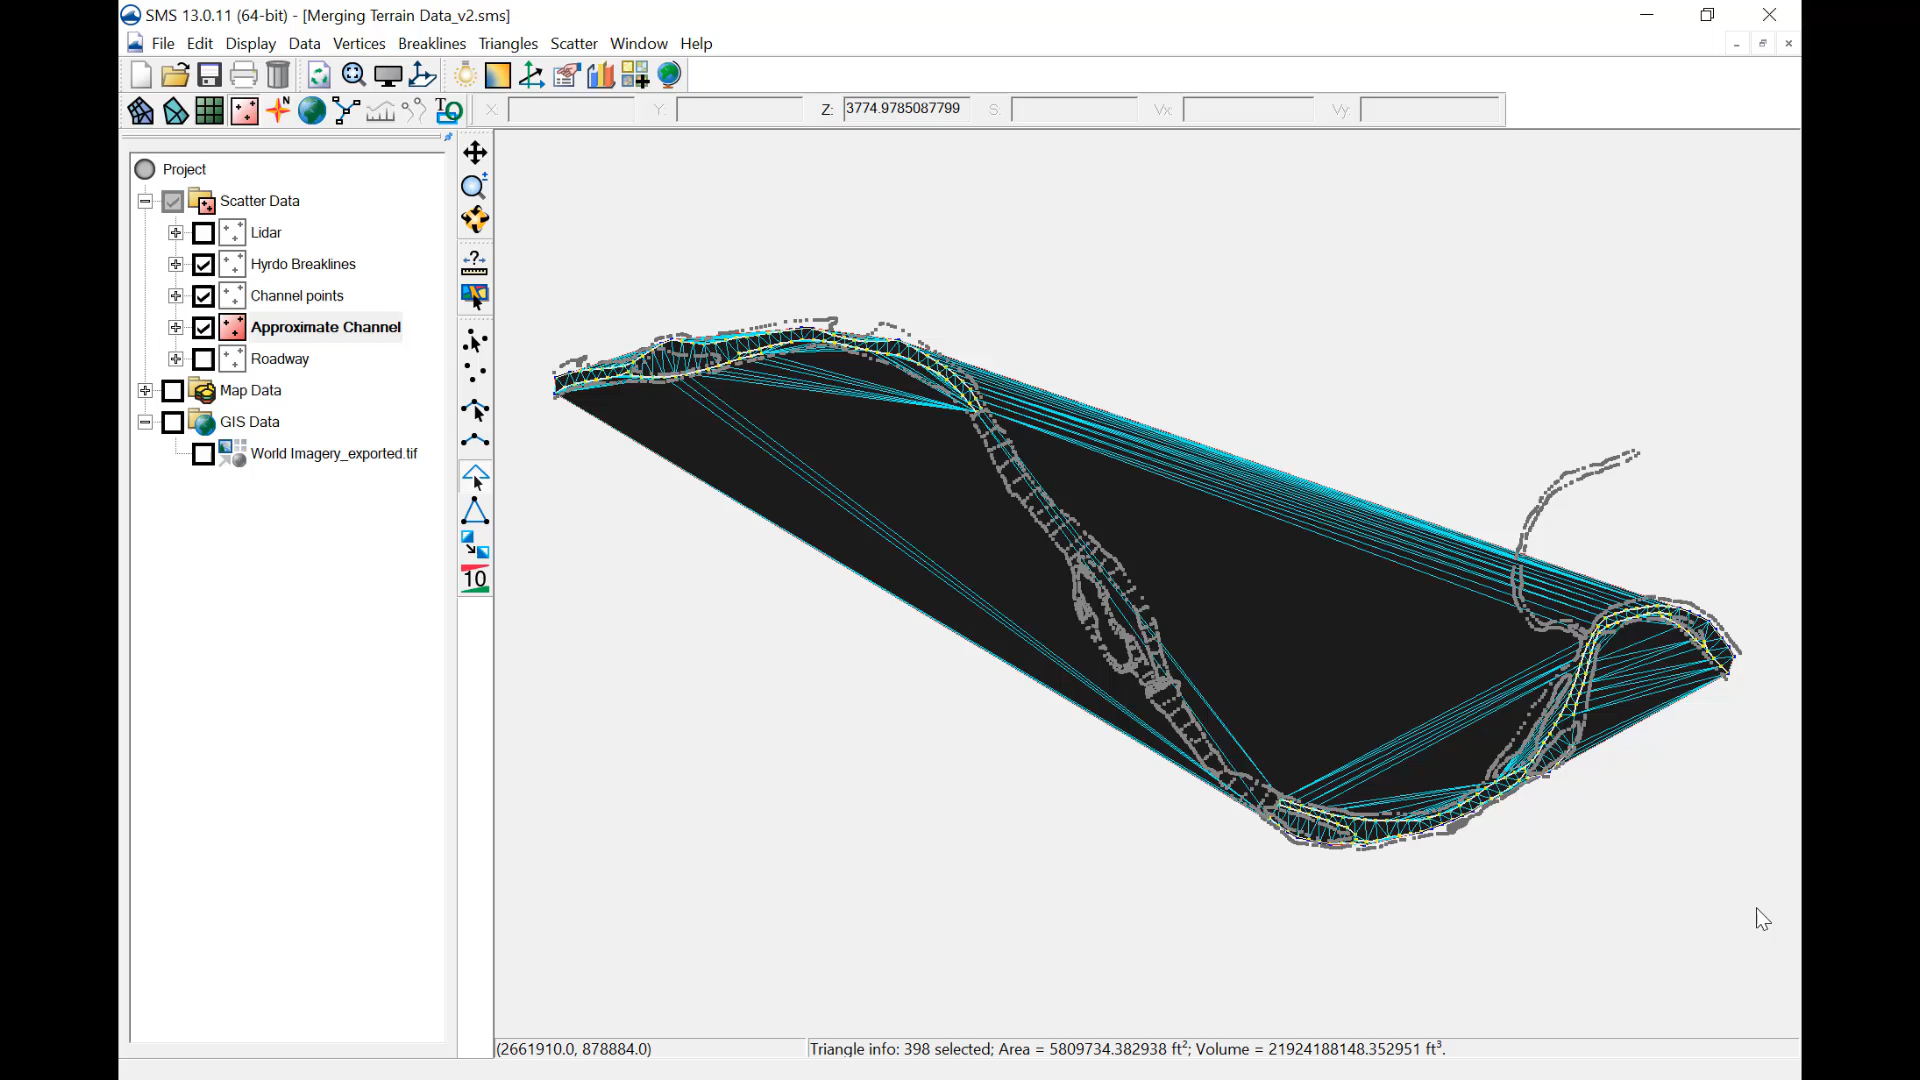 SMS 13.0.11 (64-bit) - [Merging Terrain Data_v2.sms]
File Edit Display Data Vertices Breaklines Triangles Scatter Window Help
X: Y: Z: 3774.9785087799 S: Vx: Vy:
Project
Scatter Data
Lidar
Hyrdo Breaklines
Channel points
Approximate Channel
Roadway
Map Data
GIS Data
World Imagery_exported.tif
10
(2661910.0, 878884.0) Triangle info: 398 selected; Area = 5809734.382938 ft²; Volume = 21924188148.352951 ft³.